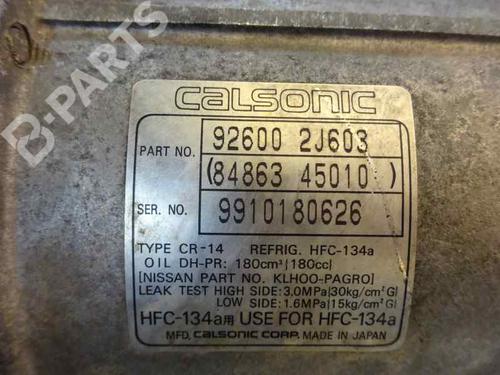 calsonic
PART NO. 92600 2J603
(84863 45010 )
SER. NO. 9910180626
TYPE CR-14 REFRIG. HFC-134a
OIL DH-PR: 180cm³(180cc)
[NISSAN PART NO. KLH00-PAGR0]
LEAK TEST HIGH SIDE: 3.0MPa(30kg/cm²G)
LOW SIDE: 1.6MPa(15kg/cm²G)
HFC-134a用 USE FOR HFC-134a
MFD. CALSONIC CORP. MADE IN JAPAN
B-PARTS